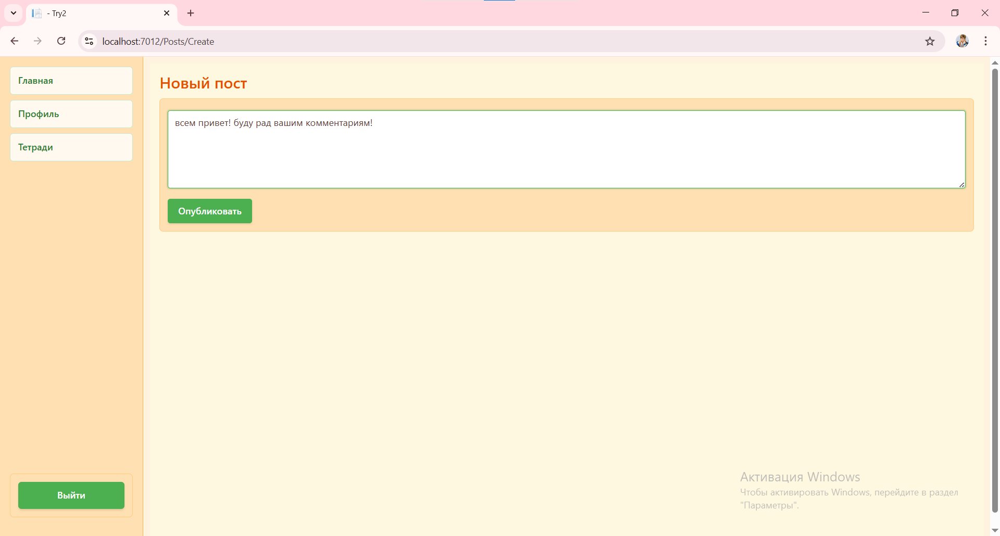 - Try2
localhost:7012/Posts/Create
Главная
Профиль
Тетради
Выйти
Новый пост
всем привет! буду рад вашим комментариям!
Опубликовать
Активация Windows
Чтобы активировать Windows, перейдите в раздел
"Параметры".